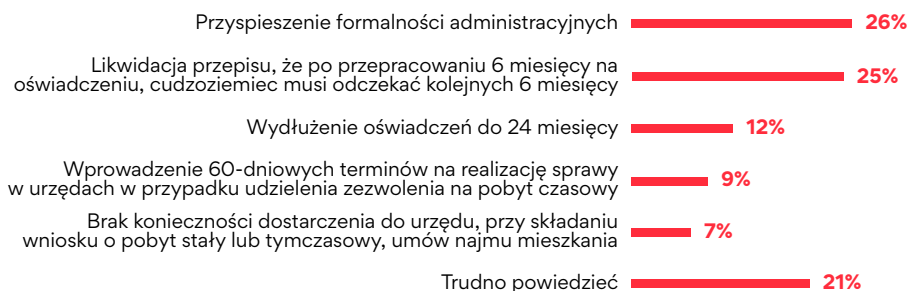 Przyspieszenie formalności administracyjnych 26%
Likwidacja przepisu, że po przepracowaniu 6 miesięcy na
oświadczeniu, cudzoziemiec musi odczekać kolejnych 6 miesięcy 25%
Wydłużenie oświadczeń do 24 miesięcy 12%
Wprowadzenie 60-dniowych terminów na realizację sprawy
w urzędach w przypadku udzielenia zezwolenia na pobyt czasowy 9%
Brak konieczności dostarczenia do urzędu, przy składaniu
wniosku o pobyt stały lub tymczasowy, umów najmu mieszkania 7%
Trudno powiedzieć 21%